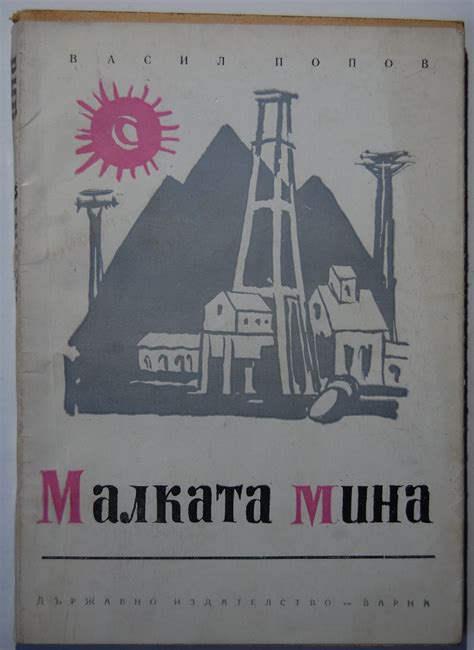 ВАСИЛ ПОПОВ
Малката мина
ДЪРЖАВНО ИЗДАТЕЛСТВО – ВАРНА